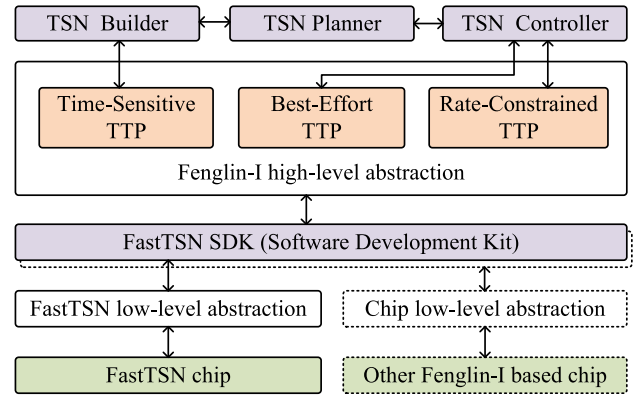 TSN Builder
TSN Planner
TSN Controller
Time-Sensitive
TTP
Best-Effort
TTP
Rate-Constrained
TTP
Fenglin-I high-level abstraction
FastTSN SDK (Software Development Kit)
FastTSN low-level abstraction
Chip low-level abstraction
FastTSN chip
Other Fenglin-I based chip